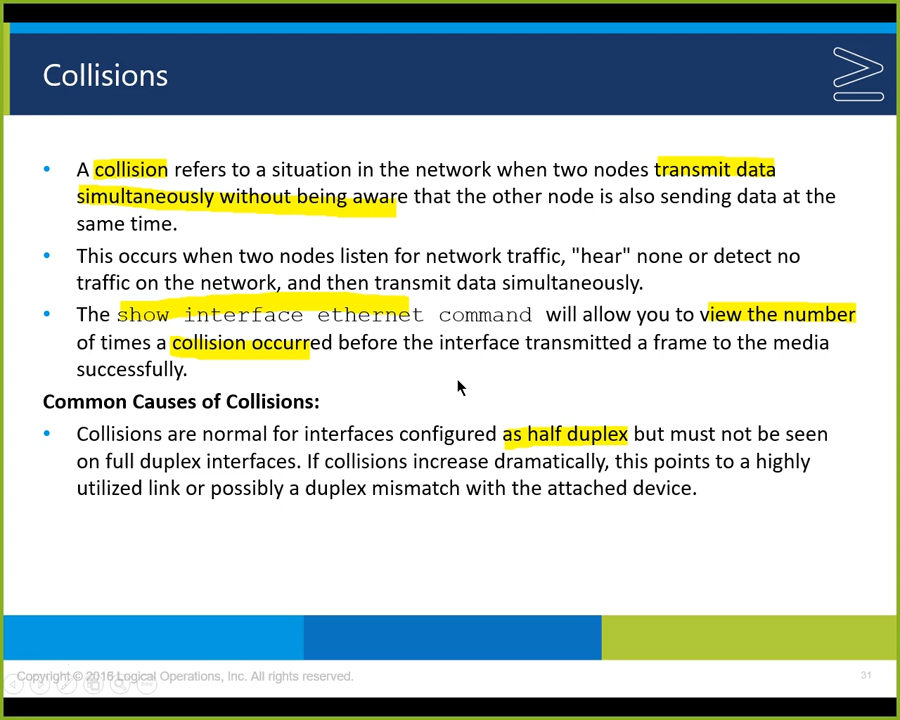 Collisions
• A collision refers to a situation in the network when two nodes transmit data
simultaneously without being aware that the other node is also sending data at the
same time.
• This occurs when two nodes listen for network traffic, "hear" none or detect no
traffic on the network, and then transmit data simultaneously.
• The show interface ethernet command will allow you to view the number
of times a collision occurred before the interface transmitted a frame to the media
successfully.
Common Causes of Collisions:
• Collisions are normal for interfaces configured as half duplex but must not be seen
on full duplex interfaces. If collisions increase dramatically, this points to a highly
utilized link or possibly a duplex mismatch with the attached device.
Copyright © 2016 Logical Operations, Inc. All rights reserved.
31